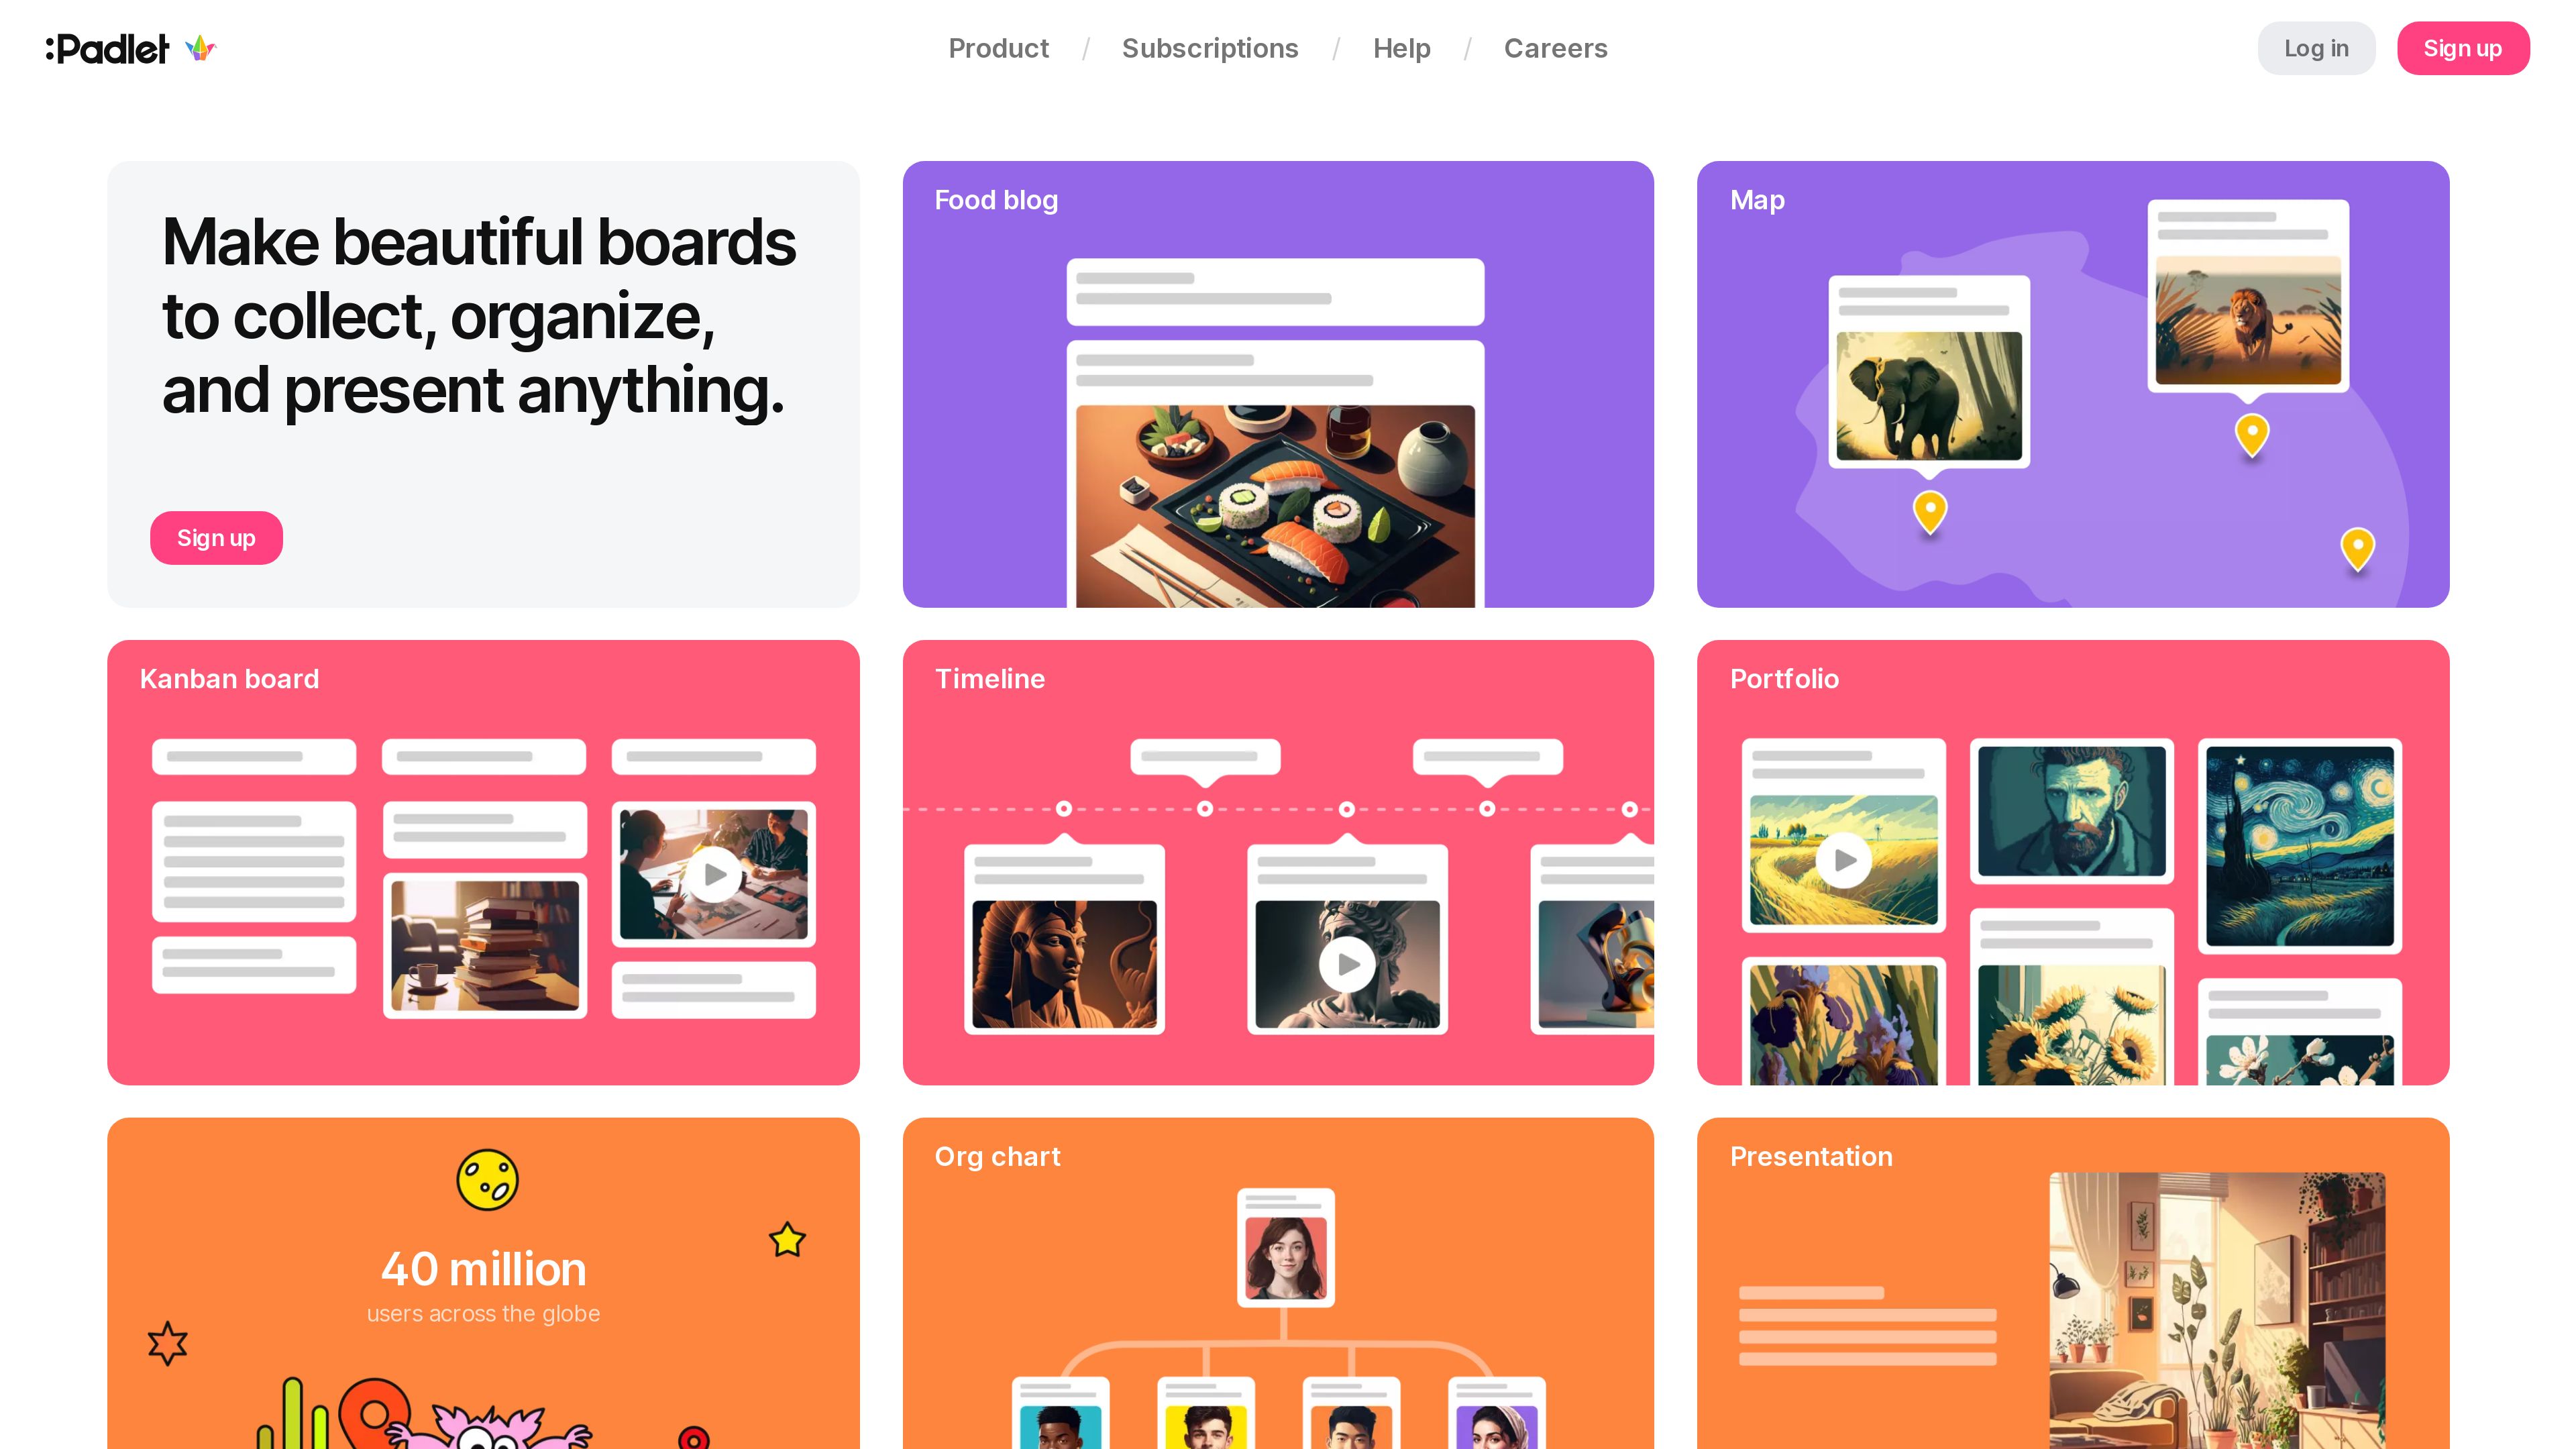 :Padlet
Product / Subscriptions / Help / Careers
Log in
Sign up
Make beautiful boards
to collect, organize,
and present anything.
Sign up
Food blog
Map
Kanban board
Timeline
Portfolio
40 million
users across the globe
Org chart
Presentation